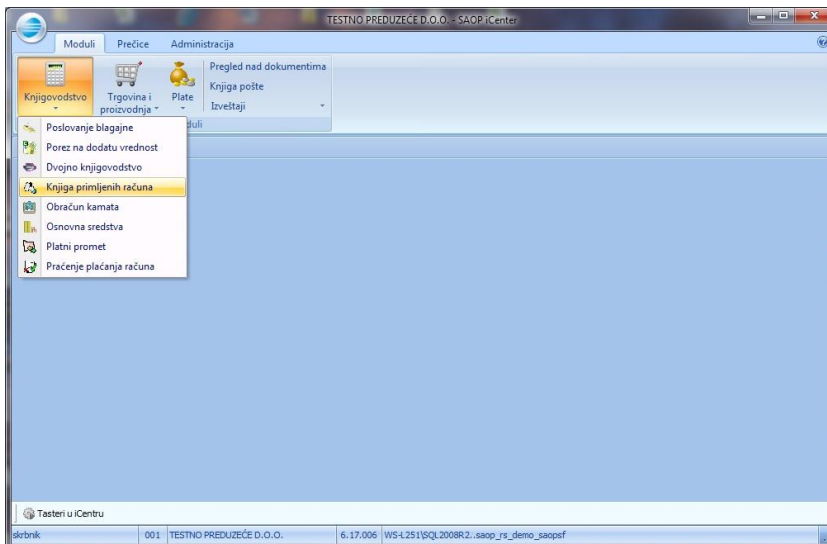 TESTNO PREDUZEĆE D.O.O. - SAOP iCenter
Moduli Prečice Administracija
Knjigovodstvo
Trgovina i proizvodnja
Plate
Pregled nad dokumentima
Knjiga pošte
Izveštaji
duli
Poslovanje blagajne
Porez na dodatu vrednost
Dvojno knjigovodstvo
Knjiga primljenih računa
Obračun kamata
Osnovna sredstva
Platni promet
Praćenje plaćanja računa
Tasteri u iCentru
skrbnik 001 TESTNO PREDUZEĆE D.O.O. 6.17.006 WS-L251\SQL2008R2..saop_rs_demo_saopsf